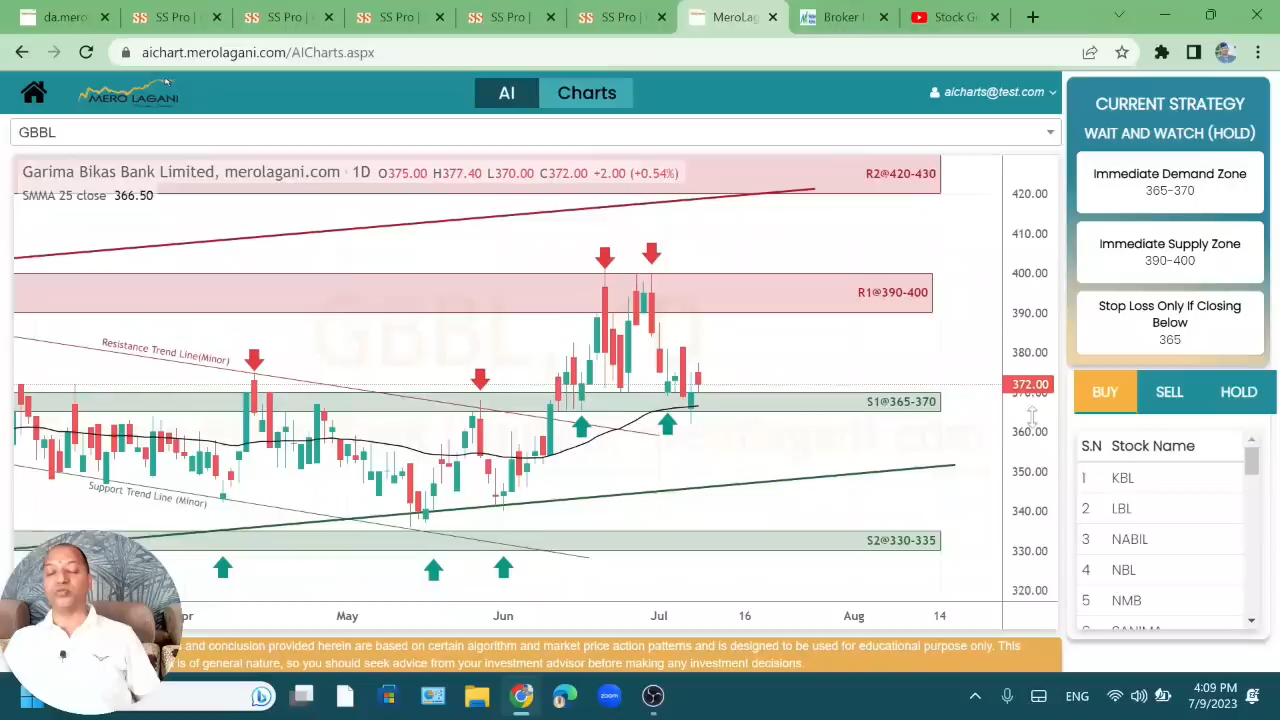 da.mero
SS Pro
SS Pro
SS Pro
SS Pro
SS Pro
MeroLag
Broker
Stock G
aichart.merolagani.com/AICharts.aspx
MERO LAGANI
AI
Charts
aicharts@test.com
GBBL
Garima Bikas Bank Limited, merolagani.com · 1D O375.00 H377.40 L370.00 C372.00 +2.00 (+0.54%)
SMMA 25 close 366.50
R2@420-430
R1@390-400
S1@365-370
S2@330-335
Resistance Trend Line(Minor)
Support Trend Line (Minor)
420.00
410.00
400.00
390.00
380.00
372.00
360.00
350.00
340.00
330.00
320.00
May
Jun
Jul
16
Aug
14
and conclusion provided herein are based on certain algorithm and market price action patterns and is designed to be used for educational purpose only. This
is of general nature, so you should seek advice from your investment advisor before making any investment decisions.
CURRENT STRATEGY
WAIT AND WATCH (HOLD)
Immediate Demand Zone
365-370
Immediate Supply Zone
390-400
Stop Loss Only If Closing
Below
365
BUY
SELL
HOLD
S.N Stock Name
1 KBL
2 LBL
3 NABIL
4 NBL
5 NMB
zoom
ENG
4:09 PM
7/9/2023